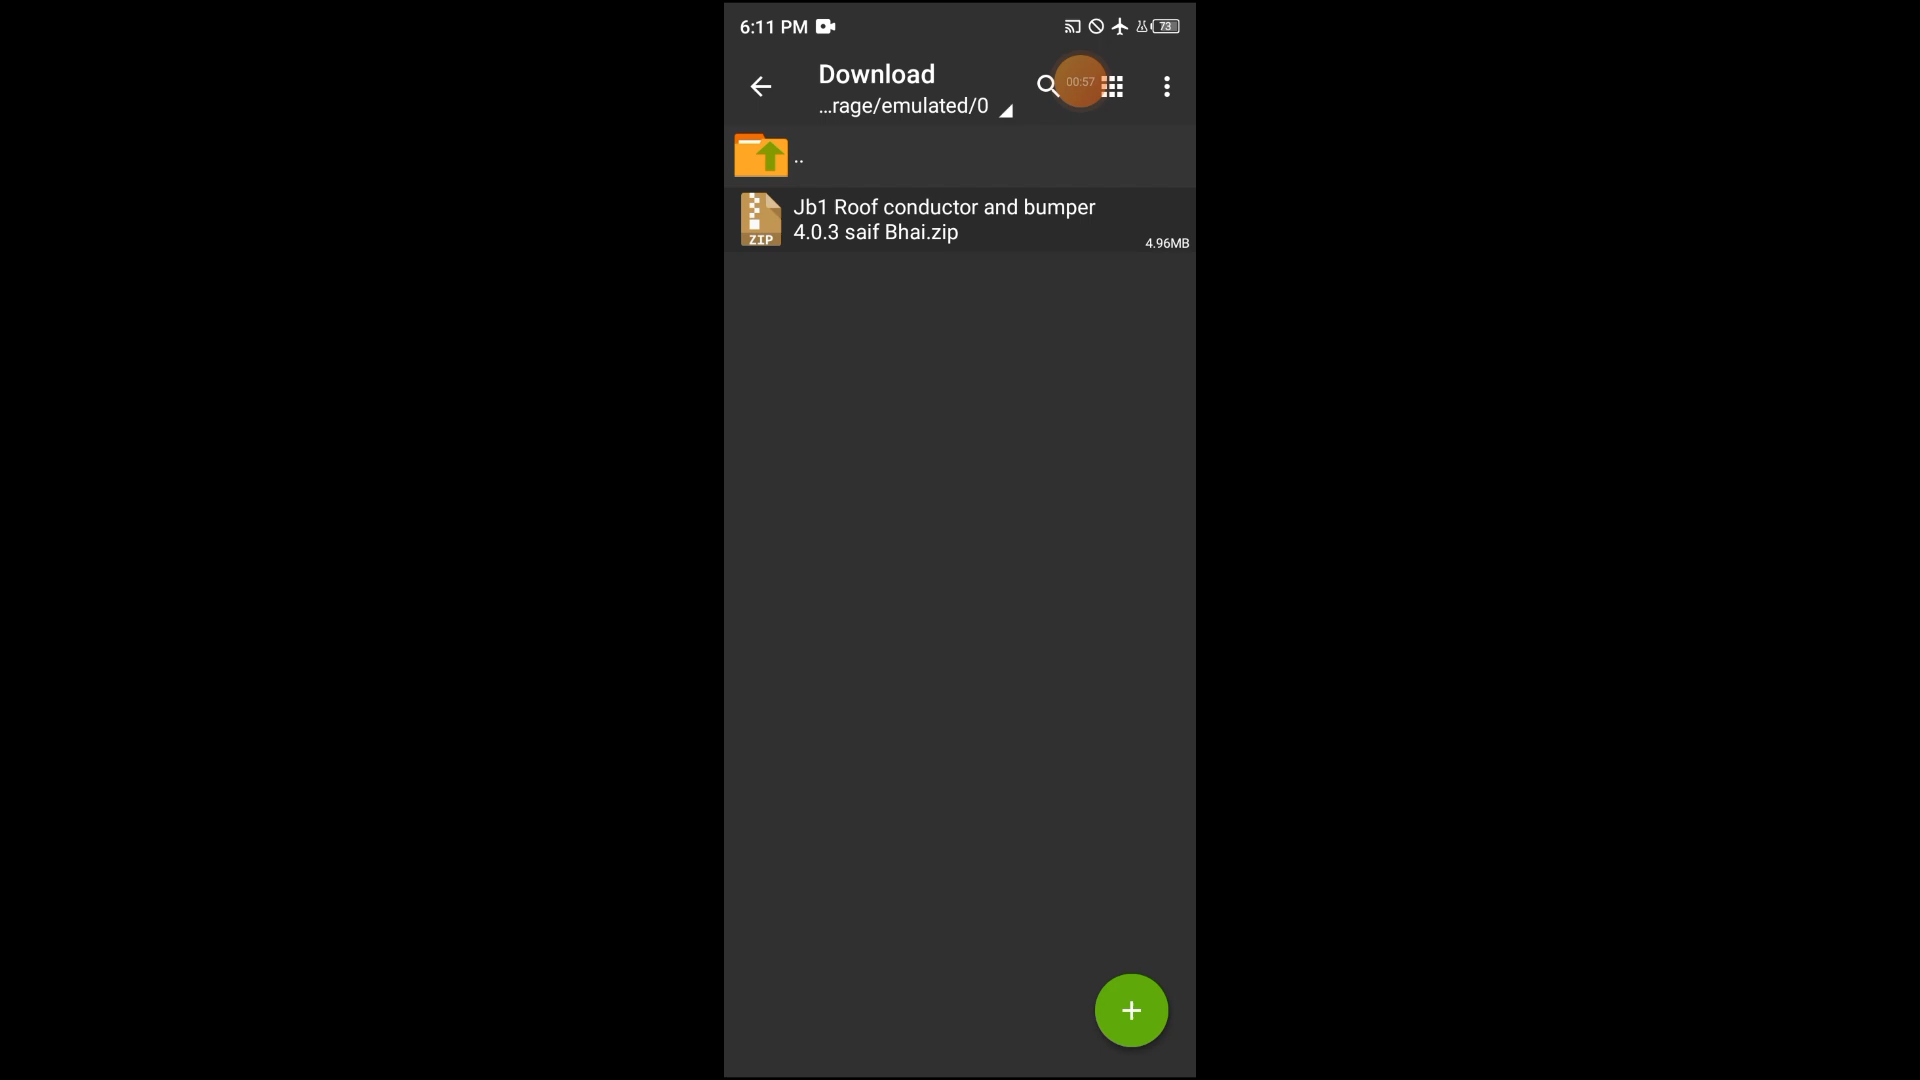 6:11 PM
73
Download
00:57
...rage/emulated/0
..
Jb1 Roof conductor and bumper
4.0.3 saif Bhai.zip
ZIP
4.96MB